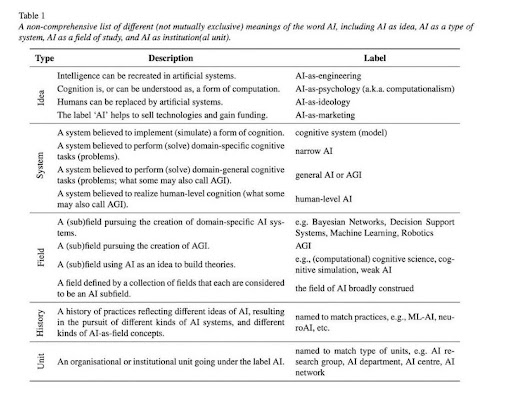 Table 1
A non-comprehensive list of different (not mutually exclusive) meanings of the word AI, including AI as idea, AI as a type of
system, AI as a field of study, and AI as institution(al unit).
Type Description Label
Idea
Intelligence can be recreated in artificial systems. AI-as-engineering
Cognition is, or can be understood as, a form of computation. AI-as-psychology (a.k.a. computationalism)
Humans can be replaced by artificial systems. AI-as-ideology
The label ‘AI’ helps to sell technologies and gain funding. AI-as-marketing
System
A system believed to implement (simulate) a form of cognition. cognitive system (model)
A system believed to perform (solve) domain-specific cognitive
tasks (problems). narrow AI
A system believed to perform (solve) domain-general cognitive
tasks (problems; what some may also call AGI). general AI or AGI
A system believed to realize human-level cognition (what some
may also call AGI). human-level AI
Field
A (sub)field pursuing the creation of domain-specific AI sys-
tems.
e.g. Bayesian Networks, Decision Support
Systems, Machine Learning, Robotics
A (sub)field pursuing the creation of AGI. AGI
A (sub)field using AI as an idea to build theories.
e.g., (computational) cognitive science, cog-
nitive simulation, weak AI
A field defined by a collection of fields that each are considered
to be an AI subfield. the field of AI broadly construed
History
A history of practices reflecting different ideas of AI, resulting
in the pursuit of different kinds of AI systems, and different
kinds of AI-as-field concepts.
named to match practices, e.g., ML-AI, neu-
roAI, etc.
Unit
An organisational or institutional unit going under the label AI.
named to match type of units, e.g. AI re-
search group, AI department, AI centre, AI
network